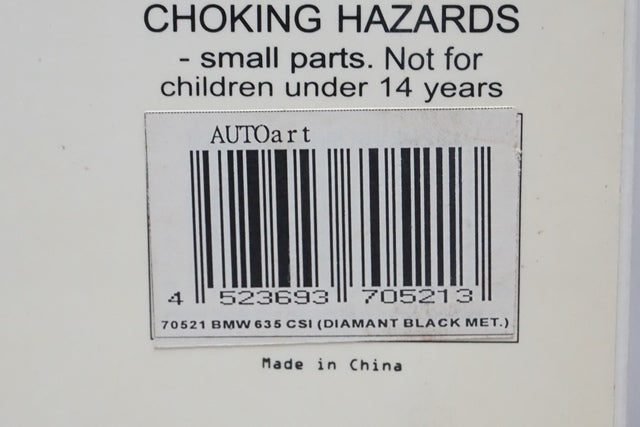 CHOKING HAZARDS
- small parts. Not for
children under 14 years
AUTOart
4 523693 705213
70521 BMW 635 CSI (DIAMANT BLACK MET.)
Made in China